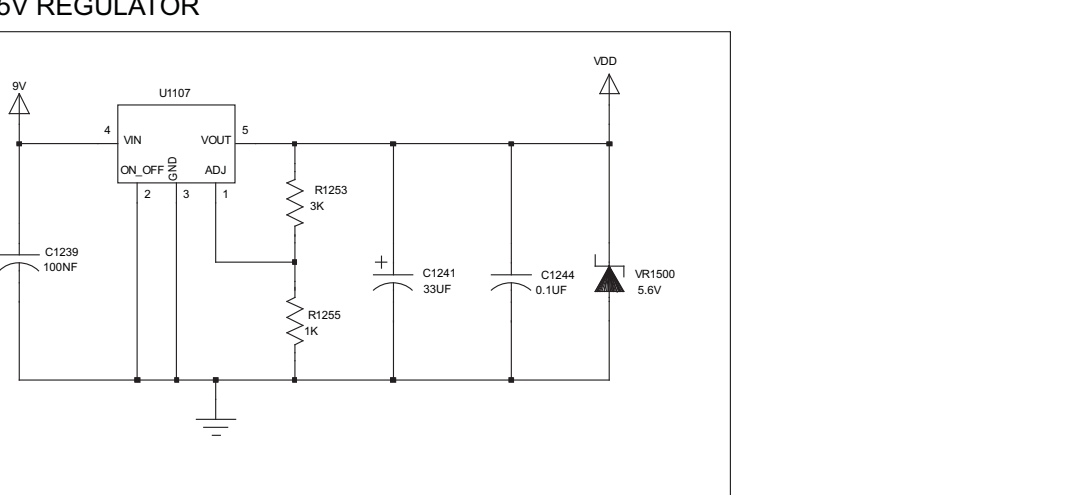 5V REGULATOR
VDD
9V
U1107
4
5
VIN
VOUT
ON_OFF
GND
ADJ
2
3
1
R1253
3K
C1239
100NF
+
C1241
33UF
C1244
0.1UF
VR1500
5.6V
R1255
1K